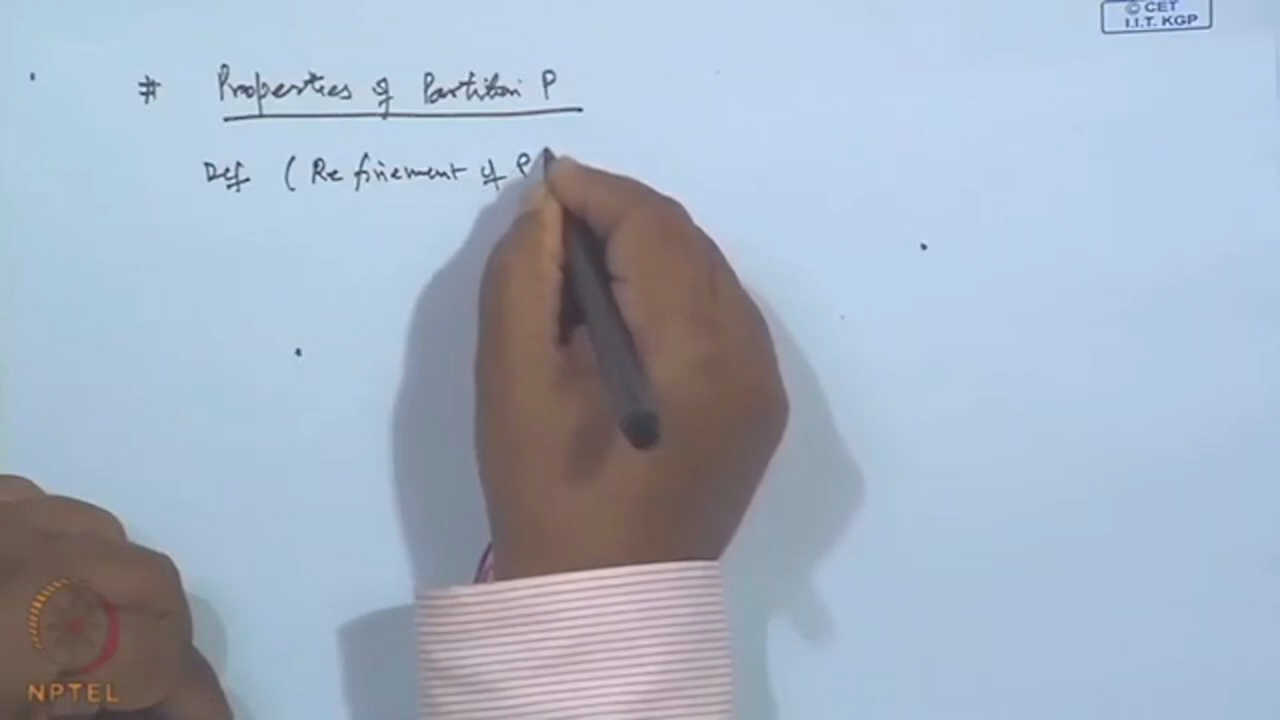 © CET
I.I.T. KGP
# Properties of Partition P
Def (Refinement of P
NPTEL